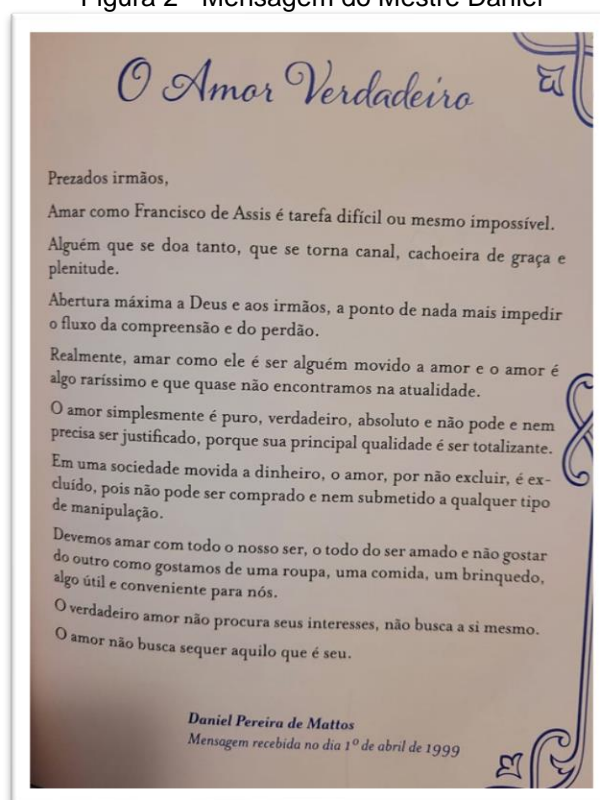 Figura 2 - Mensagem do Mestre Daniel
O Amor Verdadeiro
Prezados irmãos,
Amar como Francisco de Assis é tarefa difícil ou mesmo impossível.
Alguém que se doa tanto, que se torna canal, cachoeira de graça e
plenitude.
Abertura máxima a Deus e aos irmãos, a ponto de nada mais impedir
o fluxo da compreensão e do perdão.
Realmente, amar como ele é ser alguém movido a amor e o amor é
algo raríssimo e que quase não encontramos na atualidade.
O amor simplesmente é puro, verdadeiro, absoluto e não pode e nem
precisa ser justificado, porque sua principal qualidade é ser totalizante.
Em uma sociedade movida a dinheiro, o amor, por não excluir, é ex-
cluído, pois não pode ser comprado e nem submetido a qualquer tipo
de manipulação.
Devemos amar com todo o nosso ser, o todo do ser amado e não gostar
do outro como gostamos de uma roupa, uma comida, um brinquedo,
algo útil e conveniente para nós.
O verdadeiro amor não procura seus interesses, não busca a si mesmo.
O amor não busca sequer aquilo que é seu.
Daniel Pereira de Mattos
Mensagem recebida no dia 1º de abril de 1999